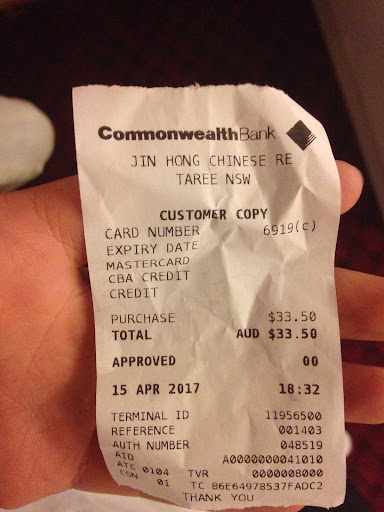 CommonwealthBank
JIN HONG CHINESE RE
TAREE NSW
CUSTOMER COPY
CARD NUMBER 6919(c)
EXPIRY DATE
MASTERCARD
CBA CREDIT
CREDIT
PURCHASE $33.50
TOTAL AUD $33.50
APPROVED 00
15 APR 2017 18:32
TERMINAL ID 11956500
REFERENCE 001403
AUTH NUMBER 048519
AID A0000000041010
ATC 0104 TVR 0000008000
CSN 01 TC 86E64978537FADC2
THANK YOU